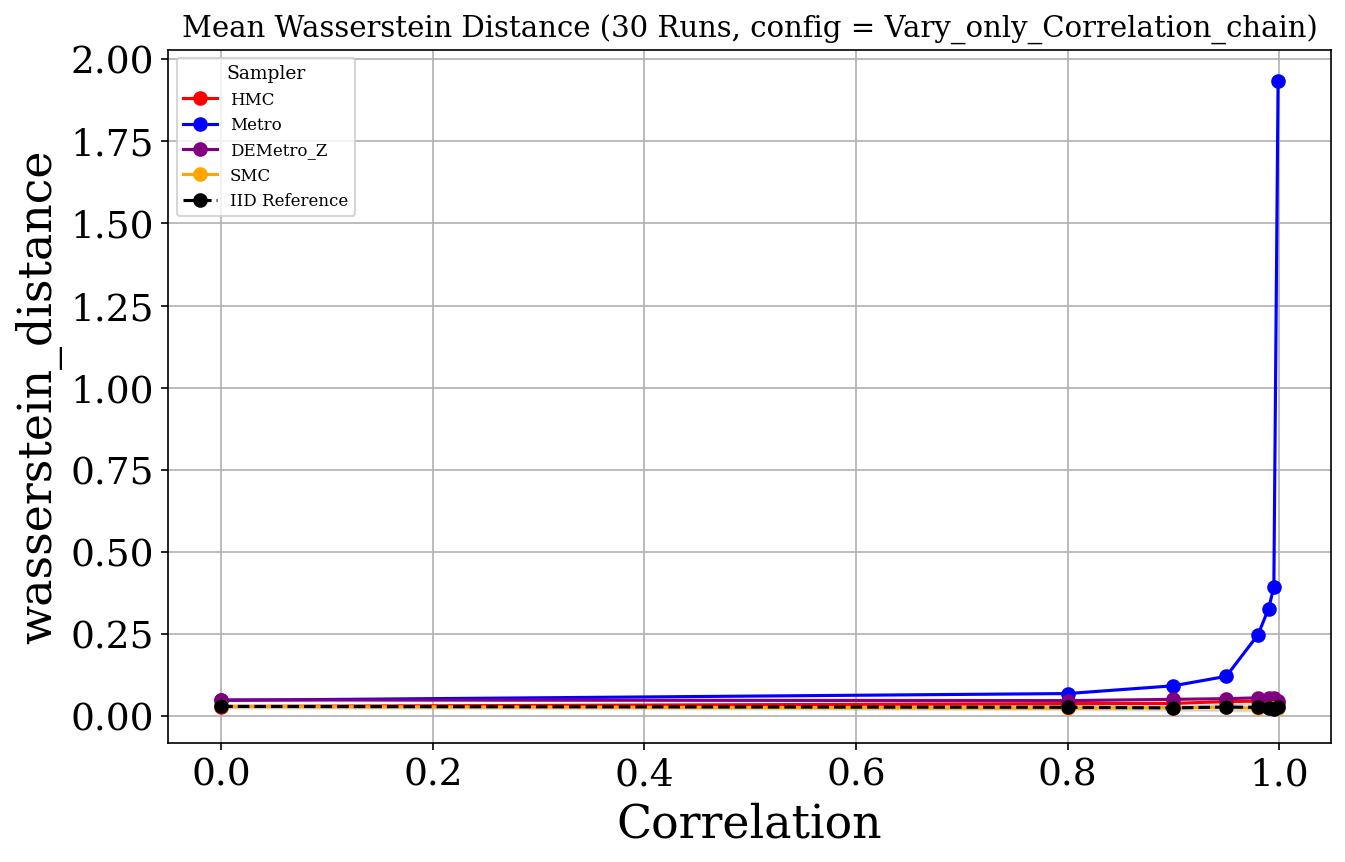 Mean Wasserstein Distance (30 Runs, config = Vary_only_Correlation_chain)
Sampler
HMC
Metro
DEMetro_Z
SMC
IID Reference
wasserstein_distance
2.00
1.75
1.50
1.25
1.00
0.75
0.50
0.25
0.00
0.0 0.2 0.4 0.6 0.8 1.0
Correlation